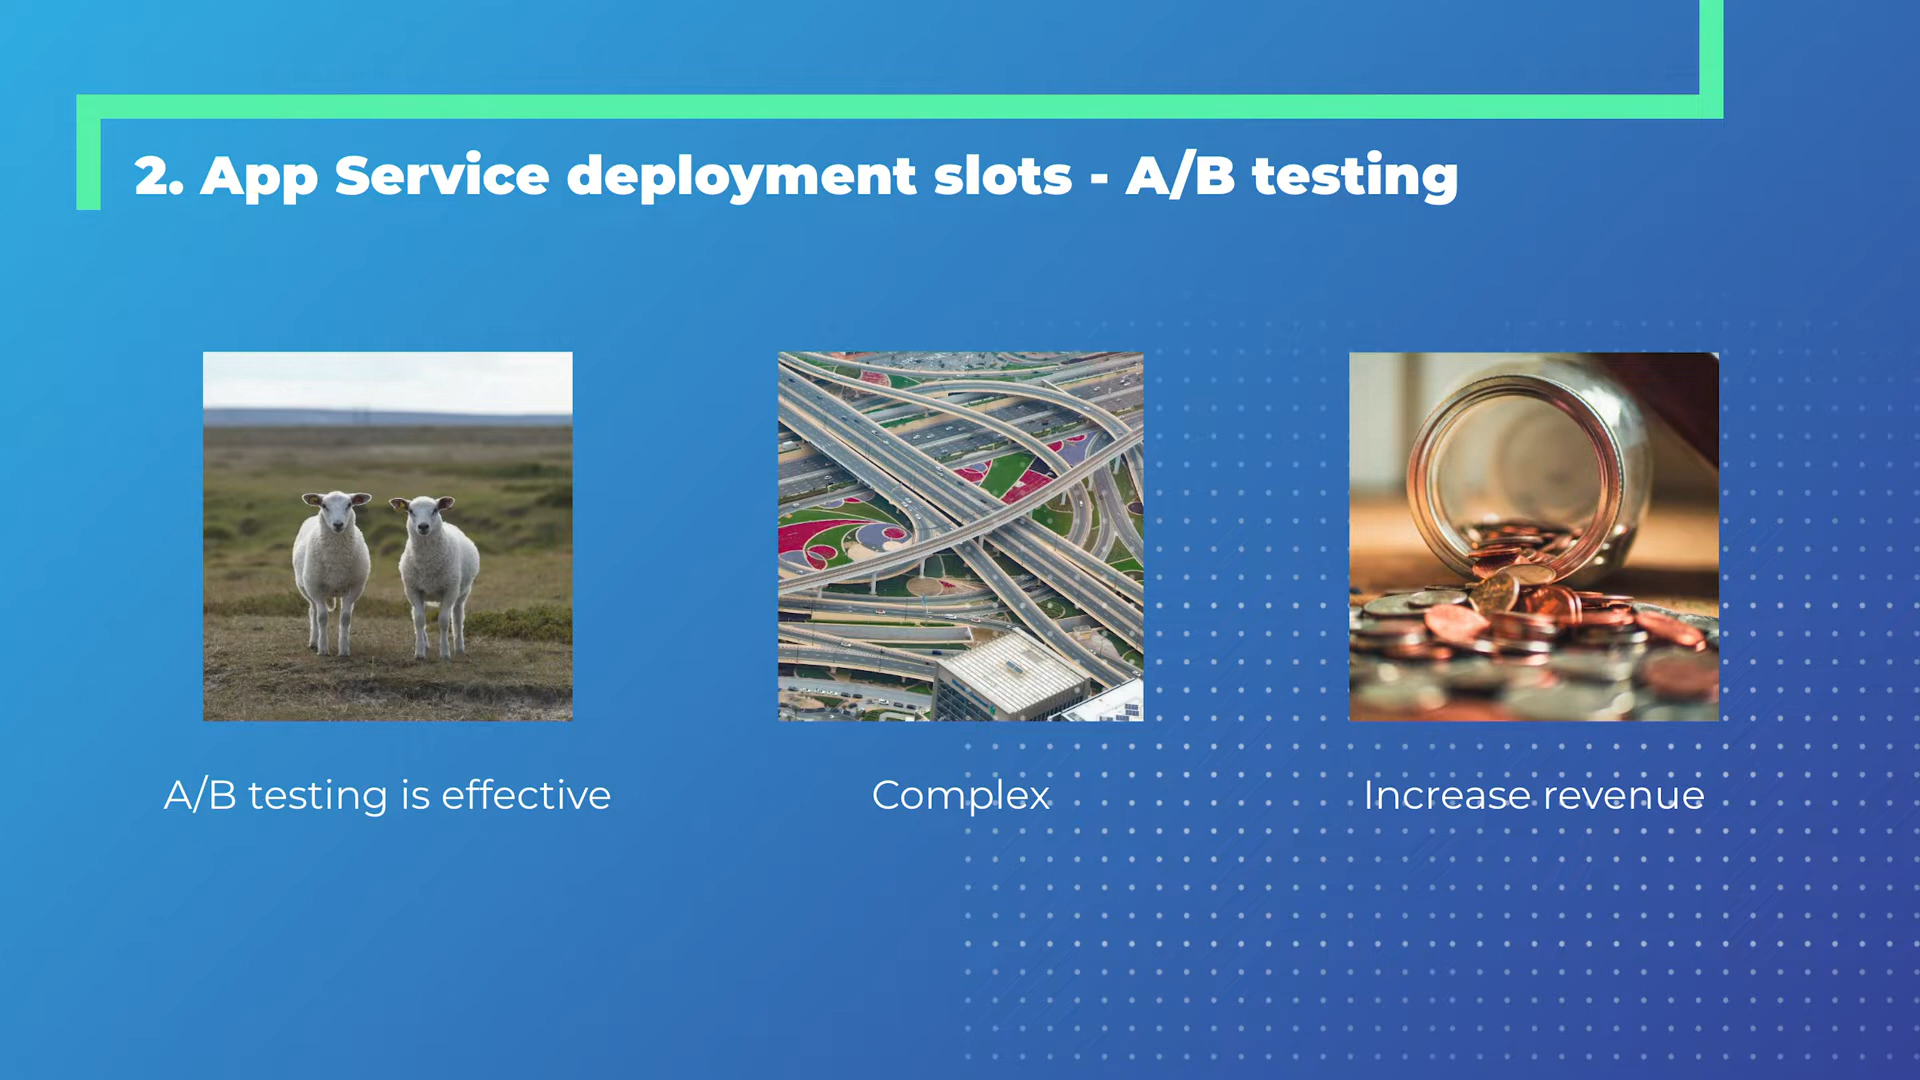 2. App Service deployment slots - A/B testing
A/B testing is effective
Complex
Increase revenue